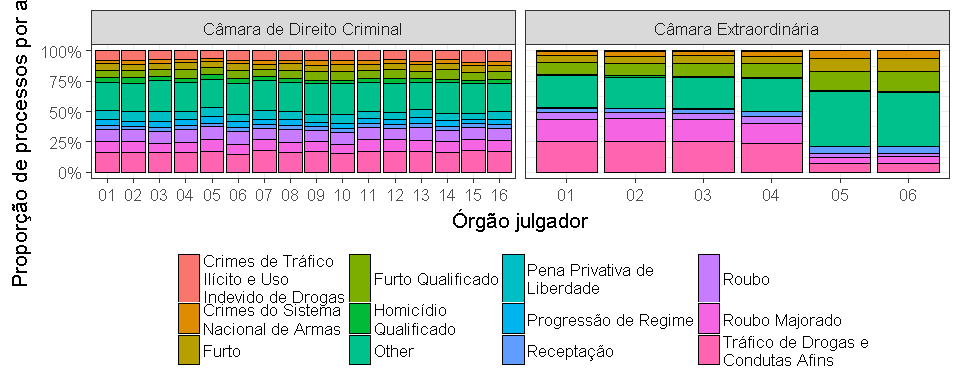 Câmara de Direito Criminal
Câmara Extraordinária
Proporção de processos por a
100%
75%
50%
25%
0%
01 02 03 04 05 06 07 08 09 10 11 12 13 14 15 16
01 02 03 04 05 06
Órgão julgador
Crimes de Tráfico
Ilícito e Uso
Indevido de Drogas
Crimes do Sistema
Nacional de Armas
Furto
Furto Qualificado
Homicídio
Qualificado
Other
Pena Privativa de
Liberdade
Progressão de Regime
Receptação
Roubo
Roubo Majorado
Tráfico de Drogas e
Condutas Afins